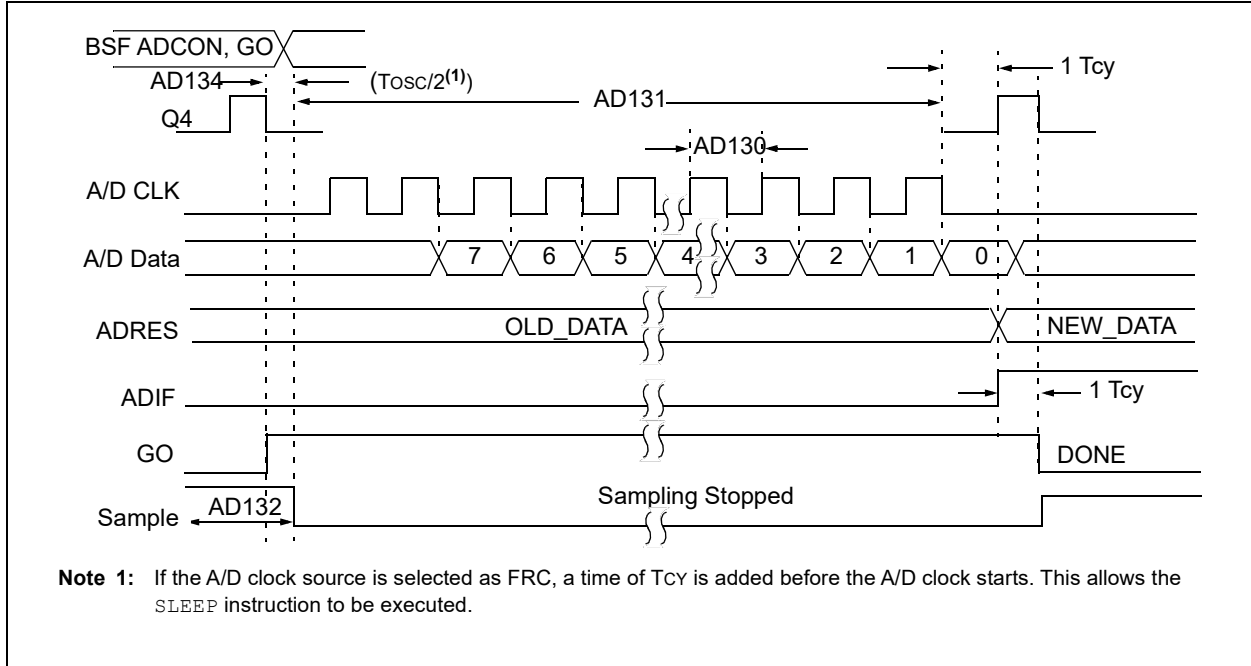 BSF ADCON, GO
AD134
(TOSC/2(1))
1 Tcy
AD131
Q4
AD130
A/D CLK
A/D Data
7 6 5 4 3 2 1 0
ADRES
OLD_DATA
NEW_DATA
ADIF
1 Tcy
GO
DONE
Sample
AD132
Sampling Stopped
Note 1: If the A/D clock source is selected as FRC, a time of TCY is added before the A/D clock starts. This allows the
SLEEP instruction to be executed.